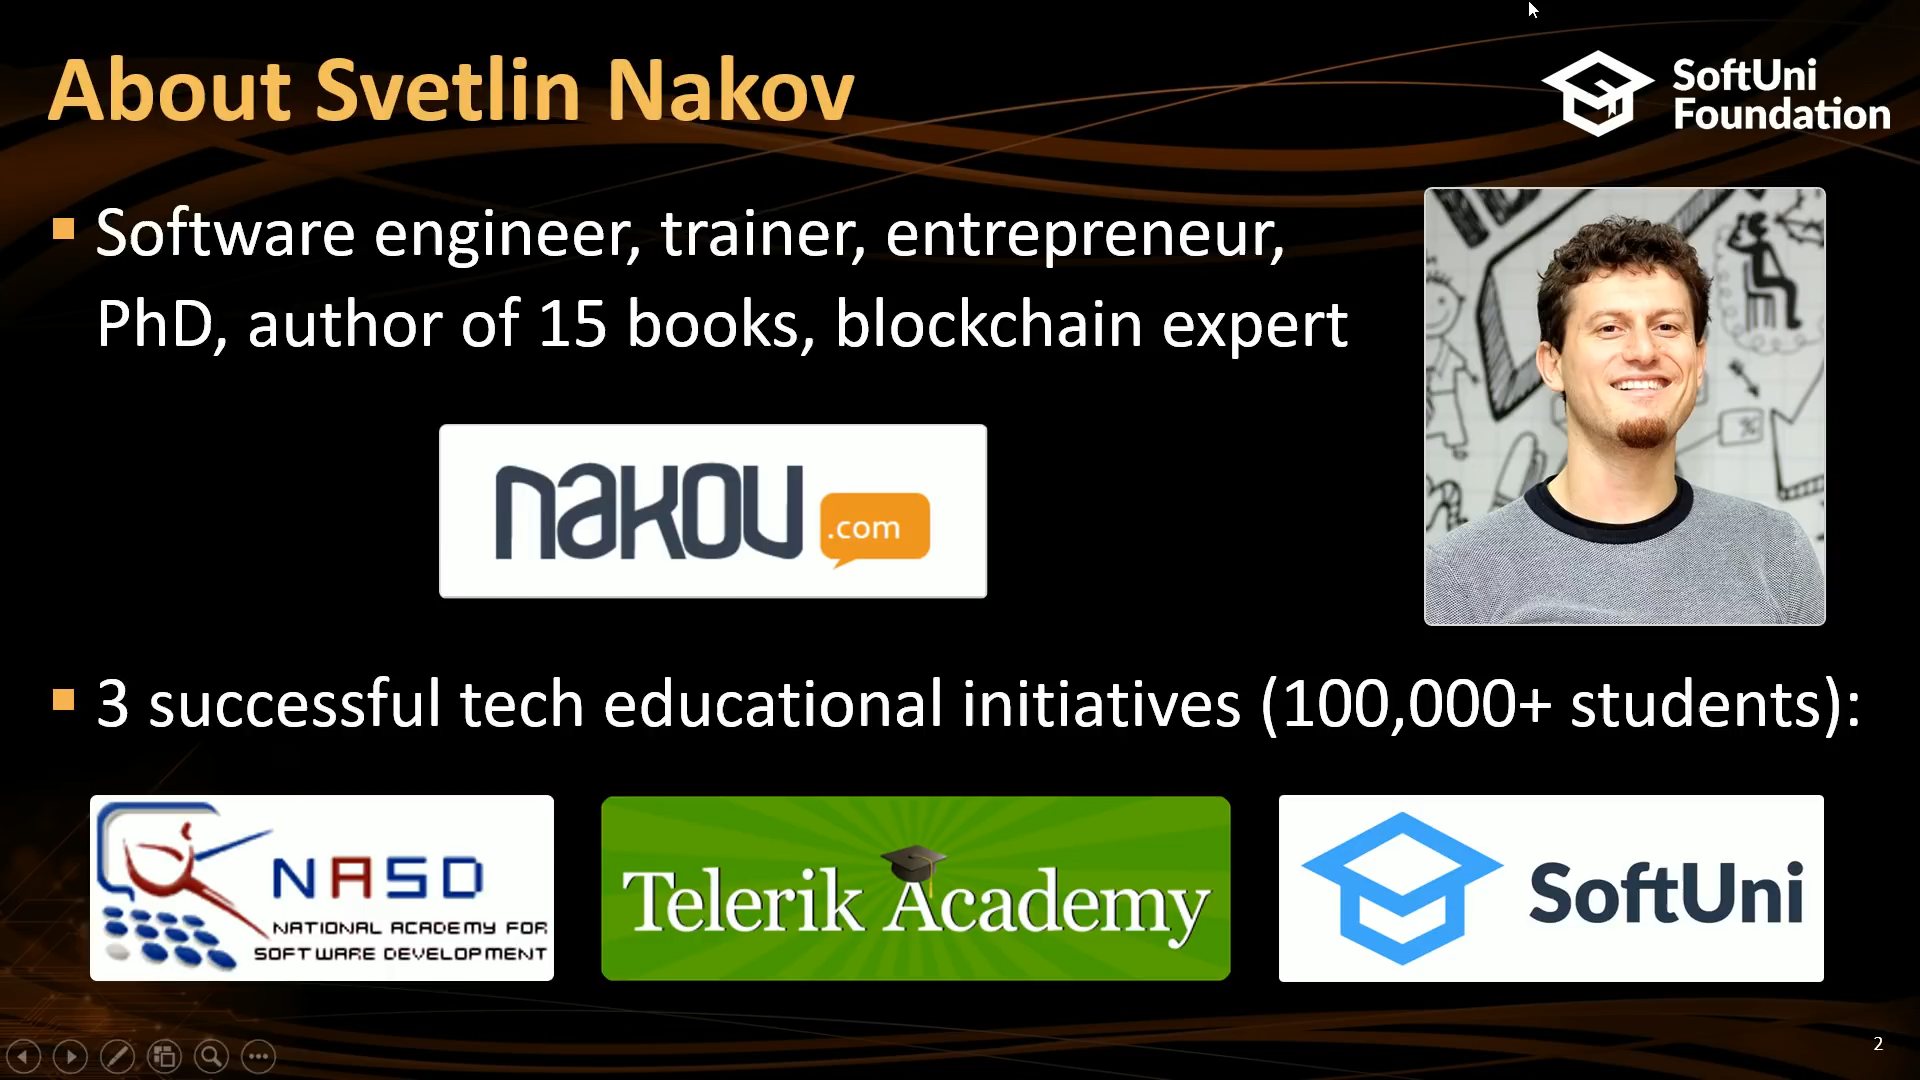 About Svetlin Nakov
SoftUni
Foundation
▪ Software engineer, trainer, entrepreneur,
PhD, author of 15 books, blockchain expert
nakov .com
%
▪ 3 successful tech educational initiatives (100,000+ students):
NASD
NATIONAL ACADEMY FOR
SOFTWARE DEVELOPMENT
Telerik Academy
SoftUni
2